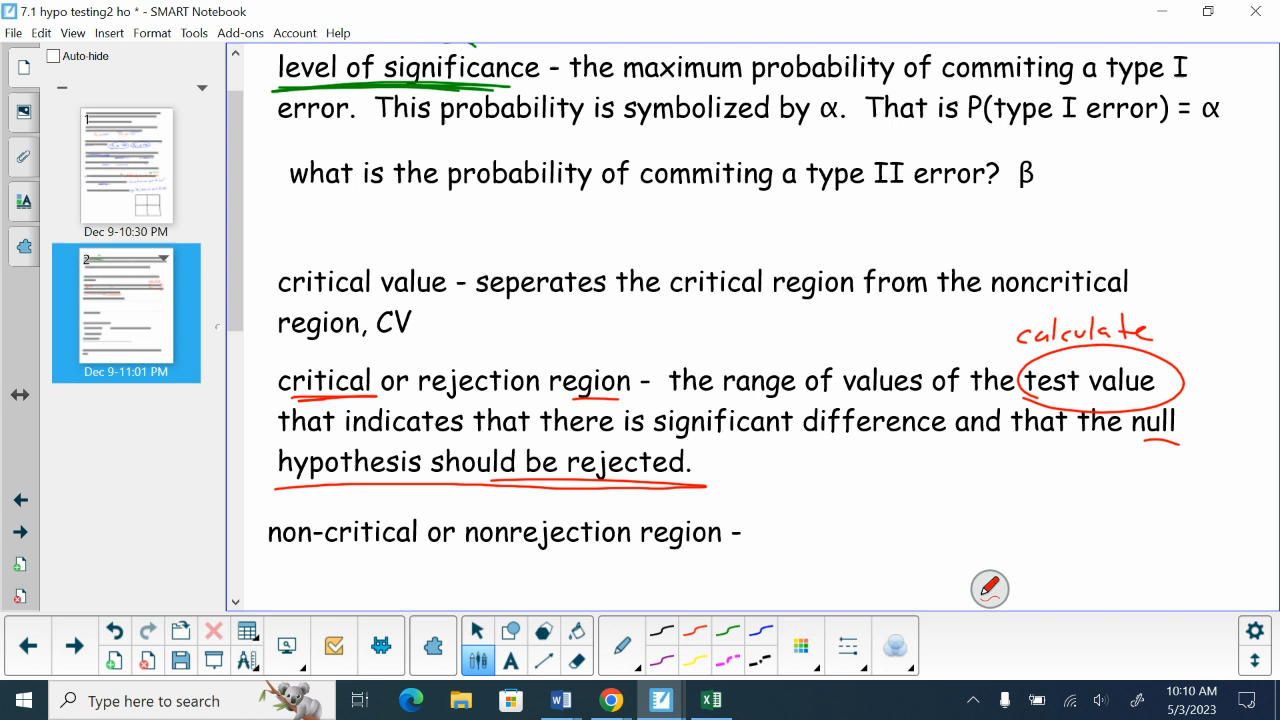 7.1 hypo testing2 ho * - SMART Notebook
File Edit View Insert Format Tools Add-ons Account Help
Auto-hide
level of significance - the maximum probability of commiting a type I
error. This probability is symbolized by α. That is P(type I error) = α
what is the probability of commiting a type II error? β
critical value - seperates the critical region from the noncritical
region, CV
calculate
critical or rejection region - the range of values of the test value
that indicates that there is significant difference and that the null
hypothesis should be rejected.
non-critical or nonrejection region -
1
Dec 9-10:30 PM
2
Dec 9-11:01 PM
Type here to search
10:10 AM
5/3/2023